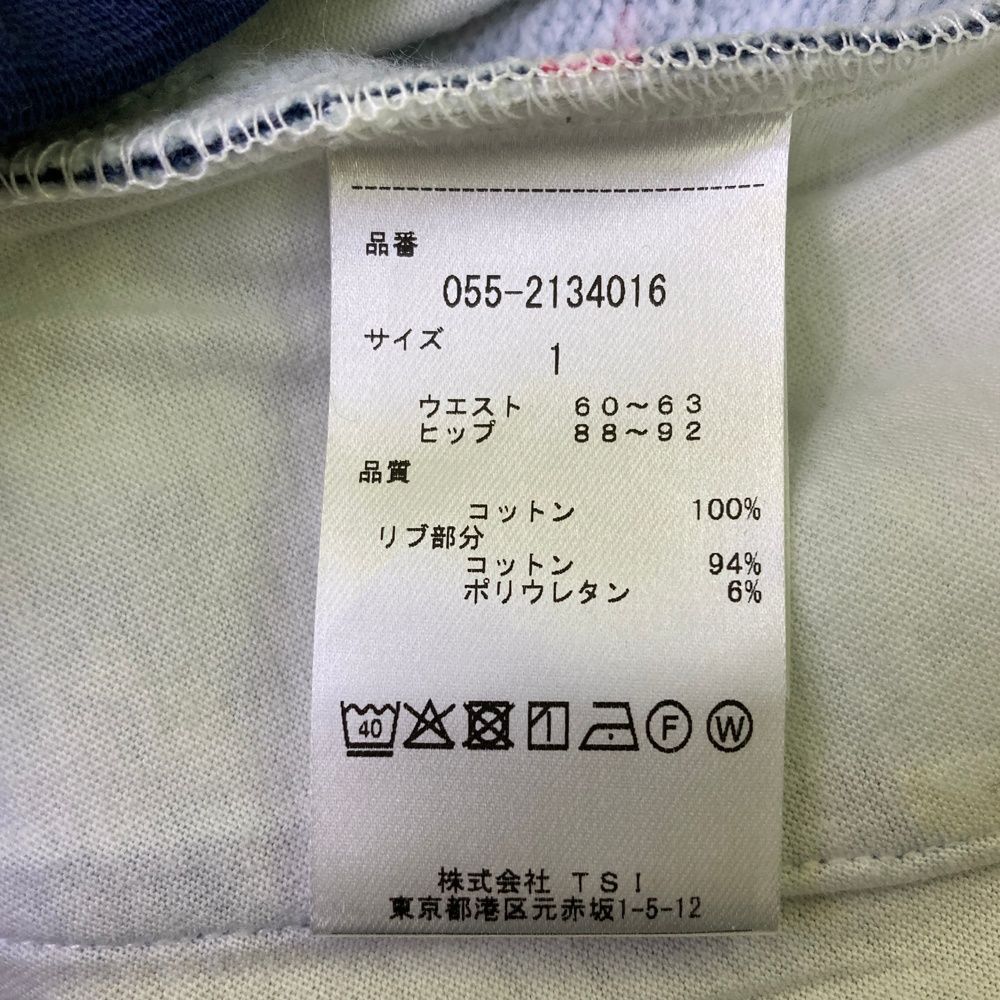 品番
055-2134016
サイズ
1
ウエスト 60～63
ヒップ 88～92
品質
コットン 100%
リブ部分
コットン 94%
ポリウレタン 6%
40 F W
株式会社 TSI
東京都港区元赤坂1-5-12